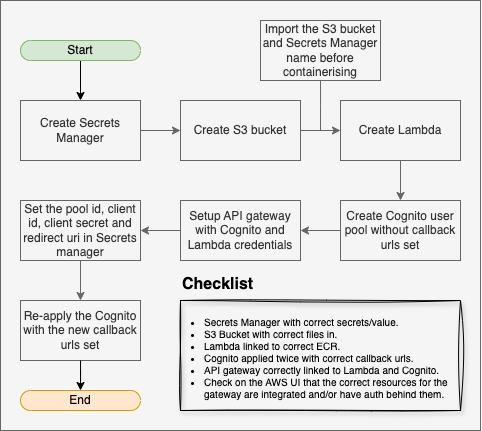 Start
Import the S3 bucket
and Secrets Manager
name before
containerising
Create Secrets
Manager
Create S3 bucket
Create Lambda
Set the pool id, client
id, client secret and
redirect uri in Secrets
manager
Setup API gateway
with Cognito and
Lambda credentials
Create Cognito user
pool without callback
urls set
Re-apply the Cognito
with the new callback
urls set
End
Checklist
• Secrets Manager with correct secrets/value.
• S3 Bucket with correct files in.
• Lambda linked to correct ECR.
• Cognito applied twice with correct callback urls.
• API gateway correctly linked to Lambda and Cognito.
• Check on the AWS UI that the correct resources for the
gateway are integrated and/or have auth behind them.